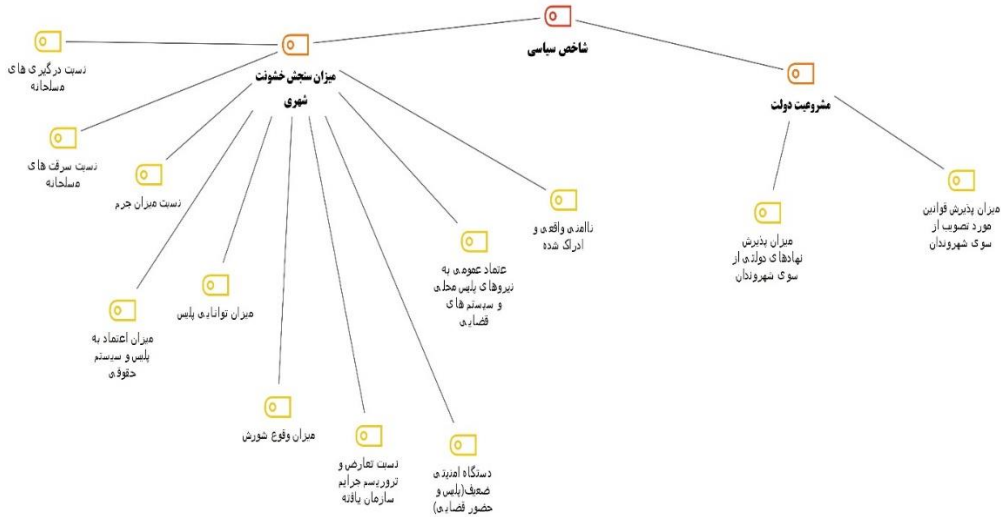 شاخص سیاسی
میزان سنجش خشونت
شهری
مشروعیت دولت
نسبت درگیری های
مسلحانه
نسبت سرقت های
مسلحانه
نسبت میزان جرم
میزان اعتماد به
پلیس و سیستم
حقوقی
میزان توانایی پلیس
میزان وقوع شورش
نسبت تعارض و
تروریسم جرایم
سازمان یافته
دستگاه امنیتی
ضعیف(پلیس و
حضور قضایی)
عتماد عمومی به
نیروهای پلیس محلی
و سیستم های
قضایی
ناامنی واقعی و
ادراک شده
میزان پذیرش
نهادهای دولتی از
سوی شهروندان
میزان پذیرش قوانین
مورد تصویب از
سوی شهروندان